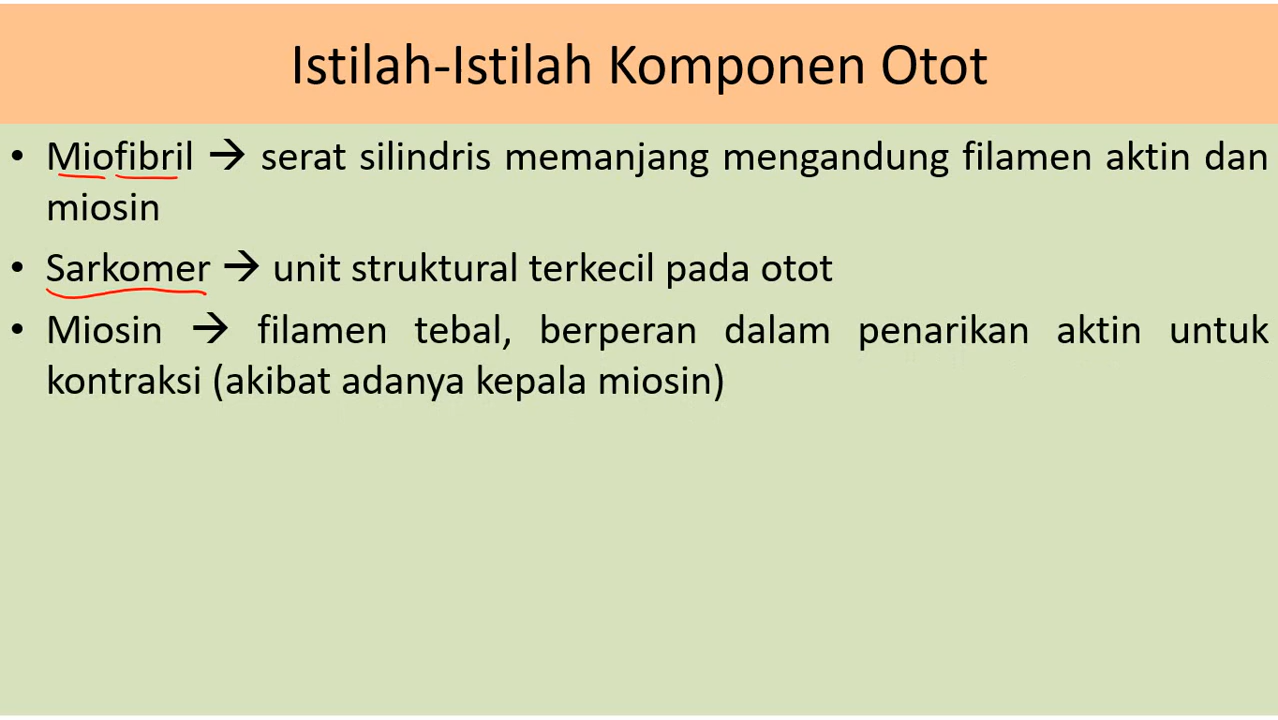 Istilah-Istilah Komponen Otot
• Miofibril → serat silindris memanjang mengandung filamen aktin dan
miosin
• Sarkomer → unit struktural terkecil pada otot
• Miosin → filamen tebal, berperan dalam penarikan aktin untuk
kontraksi (akibat adanya kepala miosin)